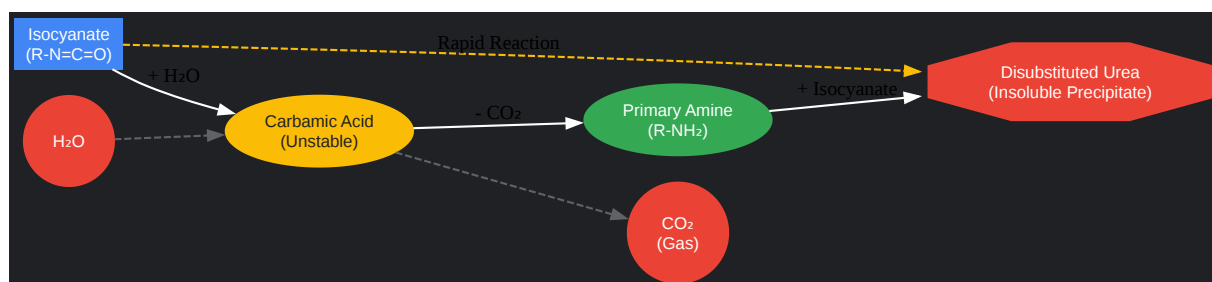 Isocyanate
(R-N=C=O)
Rapid Reaction
+ H₂O
H₂O
Carbamic Acid
(Unstable)
- CO₂
Primary Amine
(R-NH₂)
+ Isocyanate
Disubstituted Urea
(Insoluble Precipitate)
CO₂
(Gas)